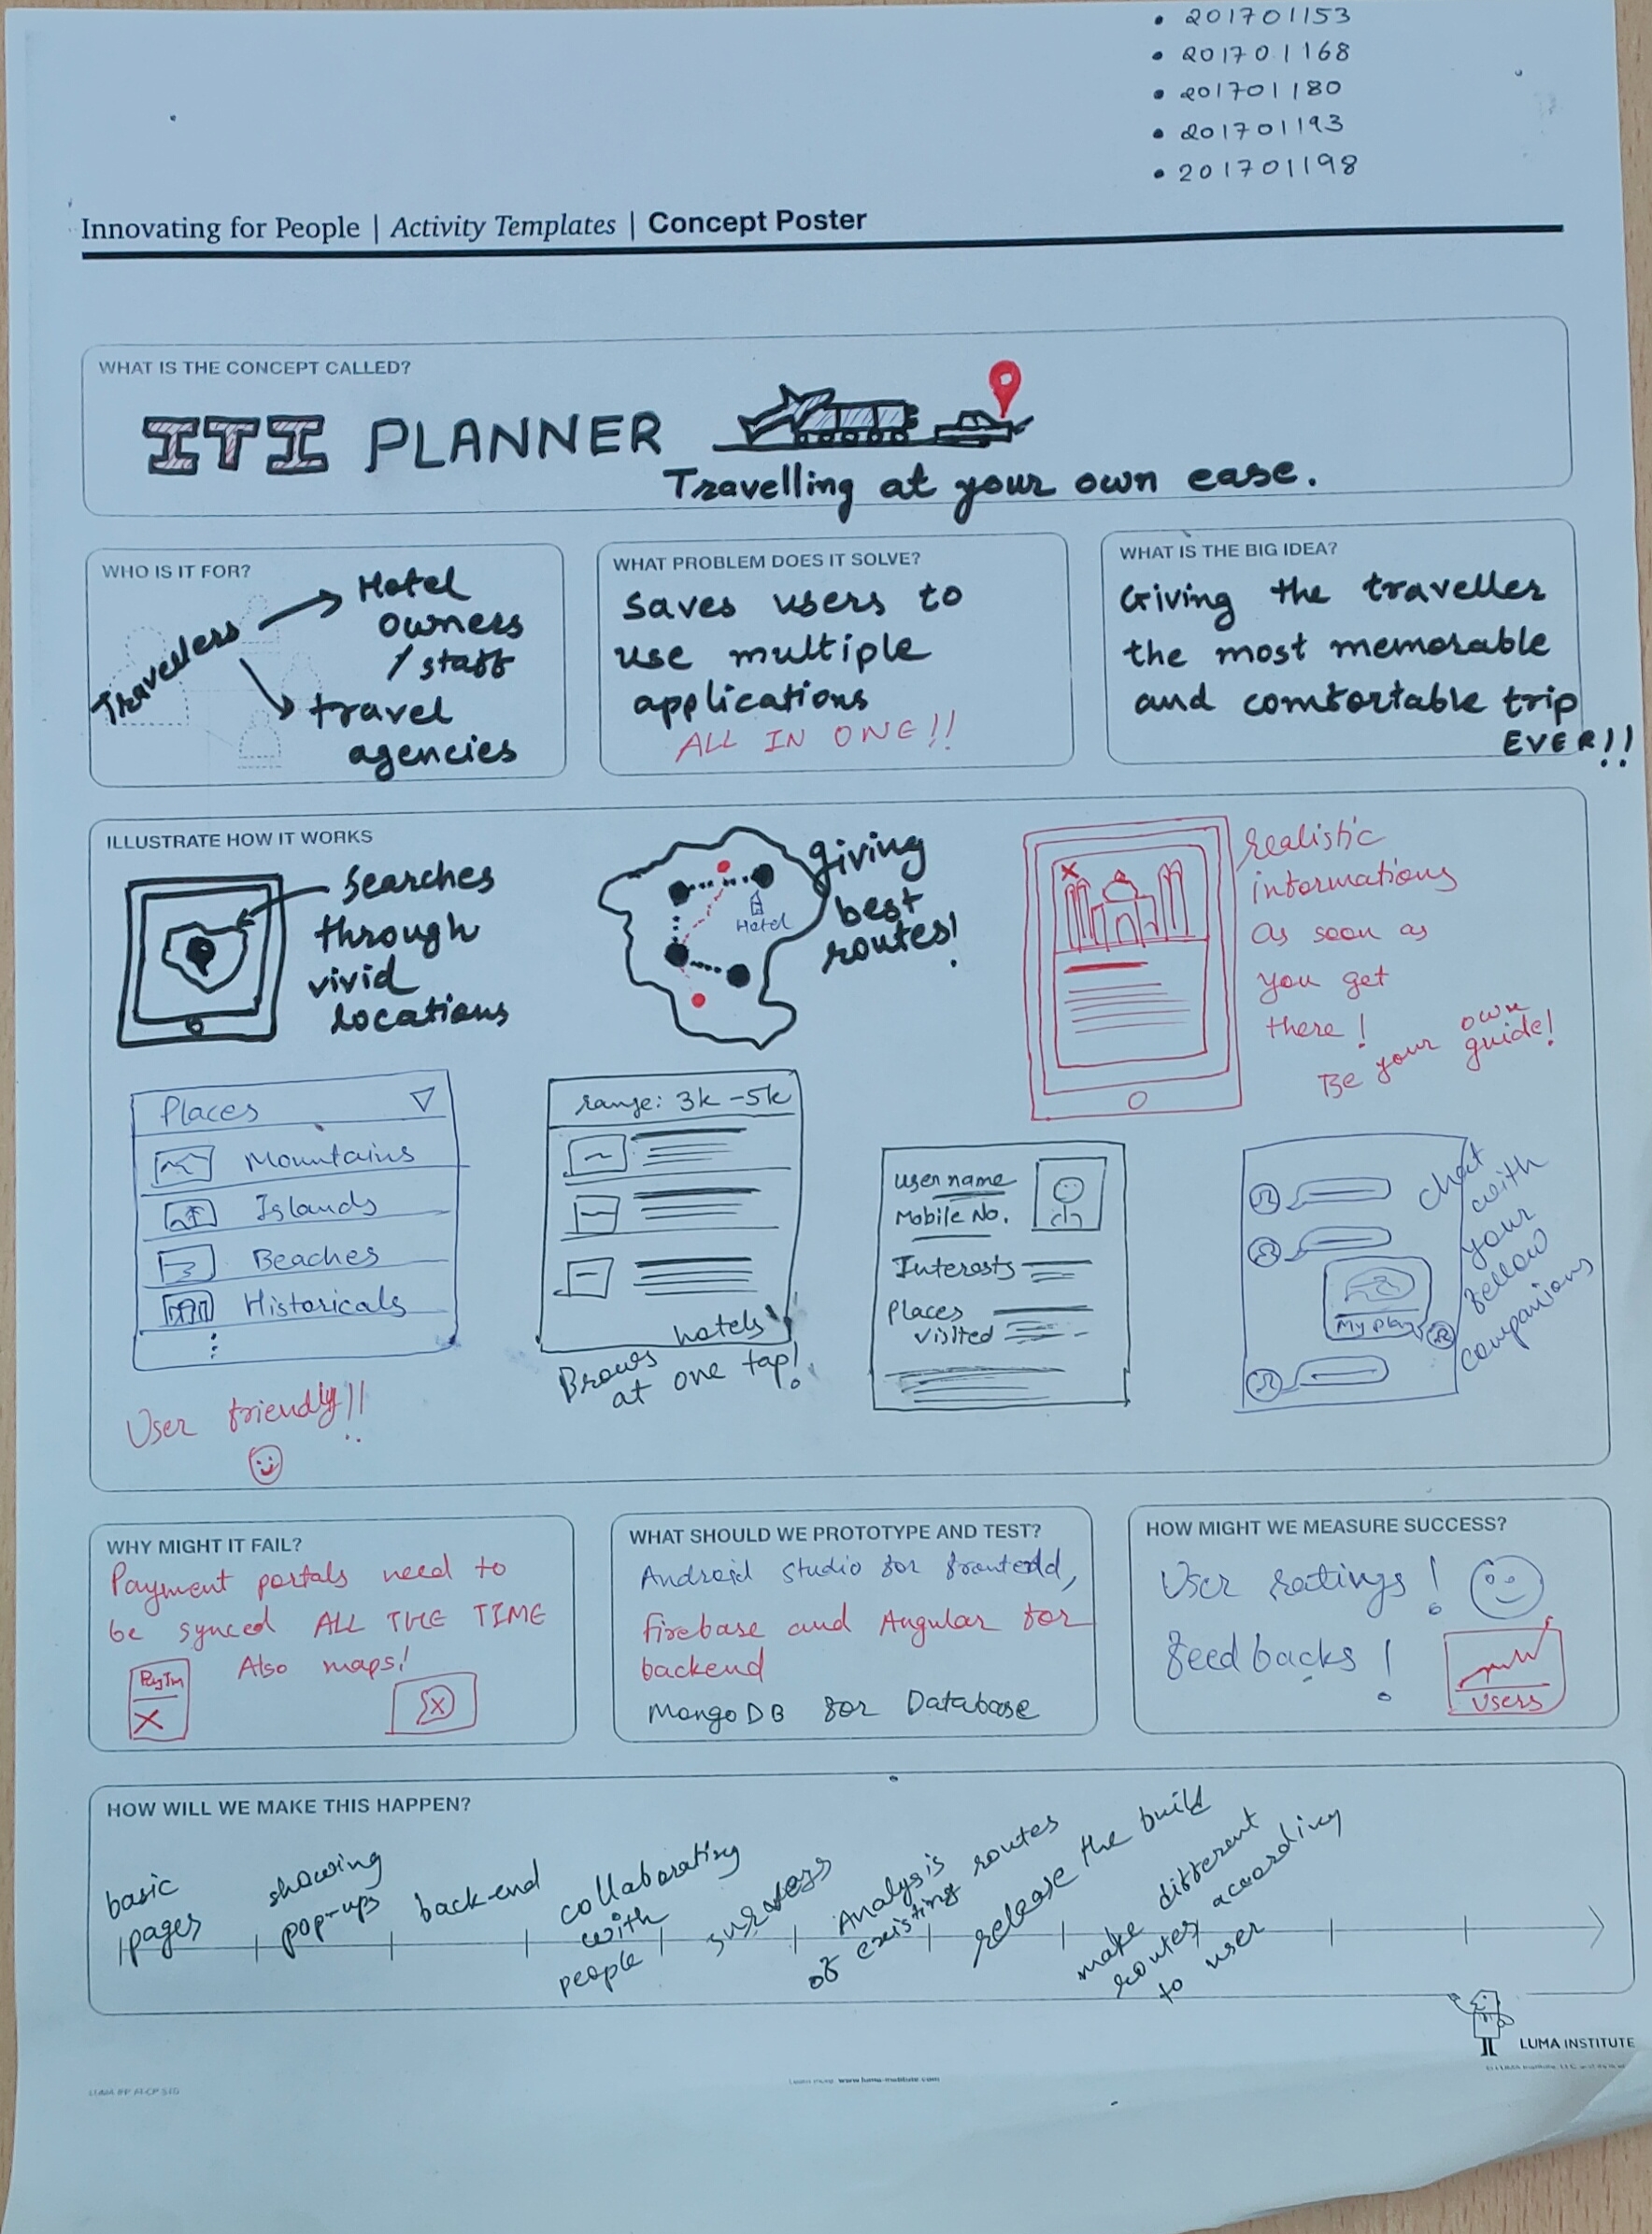 • 201701153
• 201701168
• 201701180
• 201701193
• 201701198
Innovating for People | Activity Templates | Concept Poster
WHAT IS THE CONCEPT CALLED?
ITI PLANNER
Travelling at your own ease.
WHO IS IT FOR?
Travellers
Hotel
owners
/ staff
travel
agencies
WHAT PROBLEM DOES IT SOLVE?
Saves users to
use multiple
applications
ALL IN ONE!!
WHAT IS THE BIG IDEA?
Giving the traveller
the most memorable
and comfortable trip
EVER!!
ILLUSTRATE HOW IT WORKS
Searches
through
vivid
locations
Hotel
giving
best
routes!
realistic
informations
as soon as
you get
there!
Be your own
guide!
Places
Mountains
Islands
Beaches
Historicals
User friendly!!
range: 3k-5k
Brows hotels
at one tap!
User name
Mobile No.
Interests
Places
visited
My plan
chat
with
your
fellow
companions
WHY MIGHT IT FAIL?
Payment portals need to
be synced ALL THE TIME
Also maps!
PayTm
WHAT SHOULD WE PROTOTYPE AND TEST?
Android studio for
firebase and Angular for
backend
MongoDB for Database
HOW MIGHT WE MEASURE SUCCESS?
User ratings!
feedbacks!
Users
HOW WILL WE MAKE THIS HAPPEN?
basic
pages
showing
pop-ups
back-end
collaborating
with
people
surveys
Analysis
of existing routes
release the build
make different
routes according
to user
LUMA INSTITUTE
Learn more: www.luma-institute.com